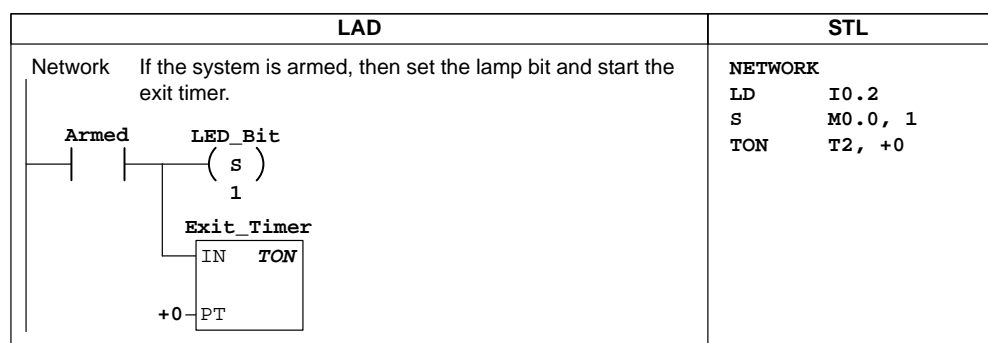 LAD
STL
Network If the system is armed, then set the lamp bit and start the
exit timer.
Armed LED_Bit
S
1
Exit_Timer
IN TON
+0 PT
NETWORK
LD I0.2
S M0.0, 1
TON T2, +0